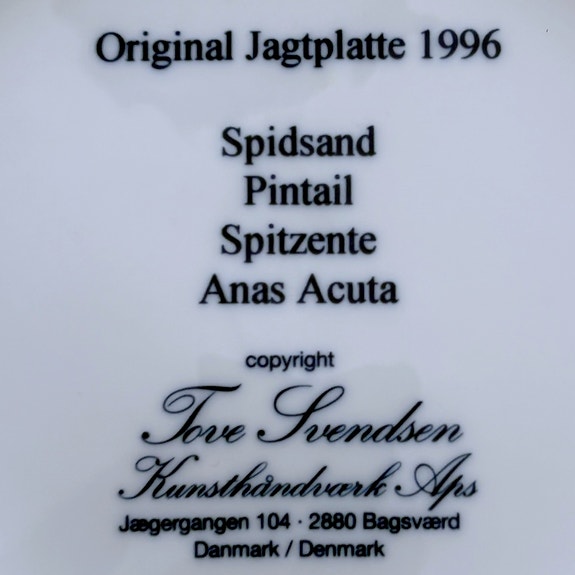 Original Jagtplatte 1996
Spidsand
Pintail
Spitzente
Anas Acuta
copyright
Tove Svendsen
Kunsthåndværk Aps
Jægergangen 104 · 2880 Bagsværd
Danmark / Denmark